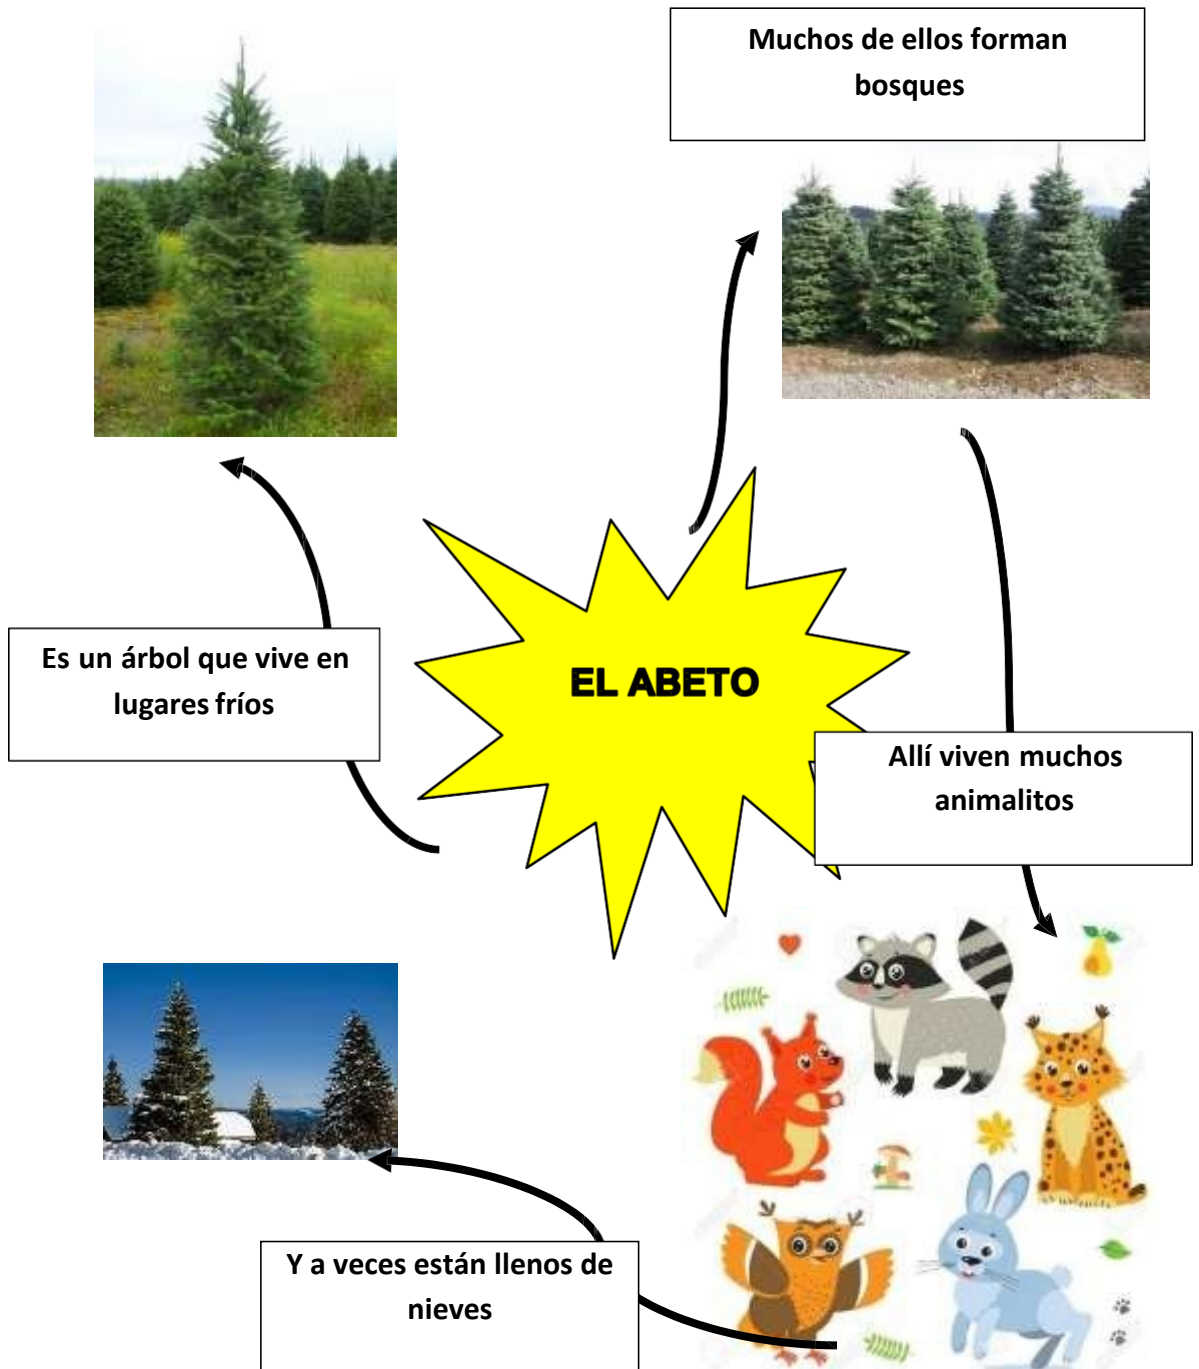 Muchos de ellos forman
bosques
Es un árbol que vive en
lugares fríos
EL ABETO
Allí viven muchos
animalitos
Y a veces están llenos de
nieves